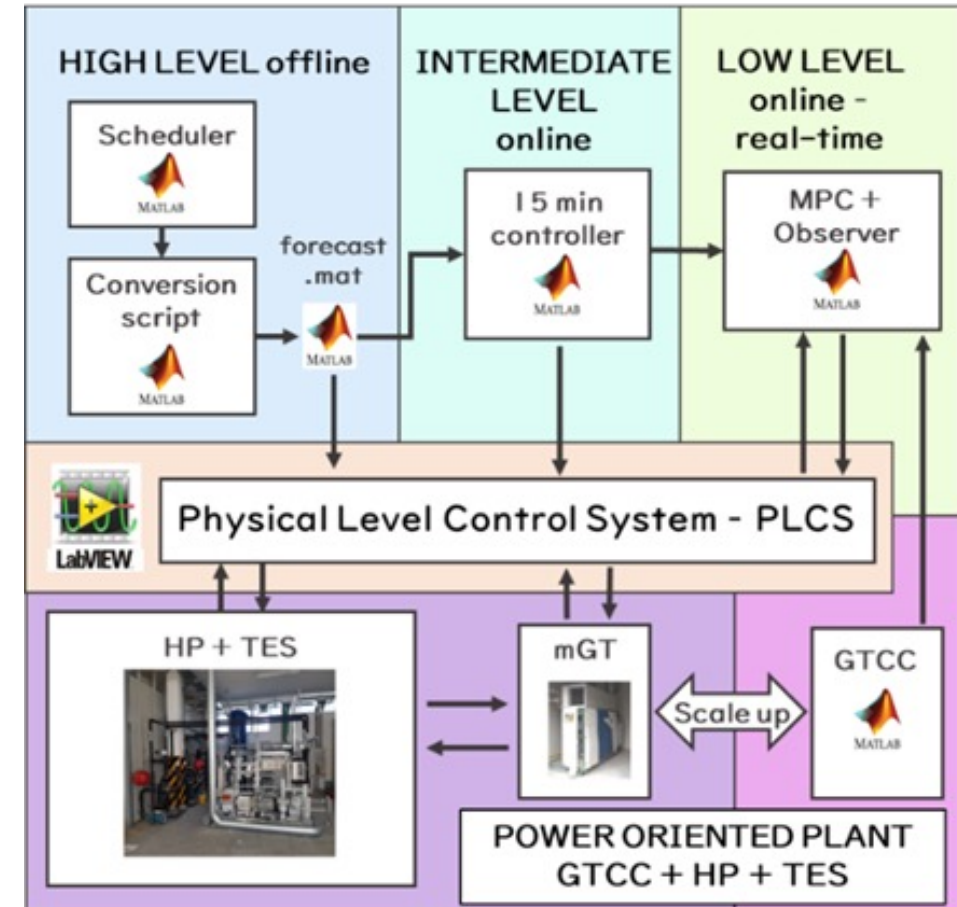 HIGH LEVEL offline
Scheduler
MATLAB
Conversion
script
MATLAB
forecast
.mat
MATLAB
INTERMEDIATE
LEVEL
online
15 min
controller
MATLAB
LOW LEVEL
online -
real-time
MPC +
Observer
MATLAB
LabVIEW
Physical Level Control System - PLCS
HP + TES
mGT
Scale up
GTCC
MATLAB
POWER ORIENTED PLANT
GTCC + HP + TES